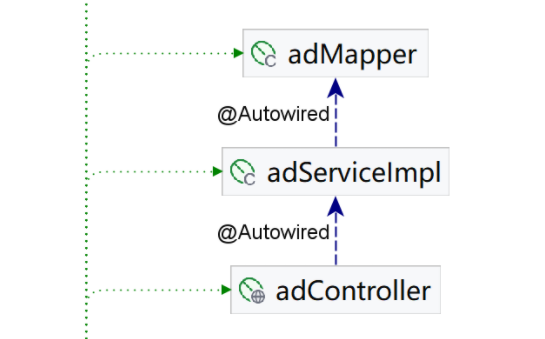 adMapper
@Autowired
adServiceImpl
@Autowired
adController